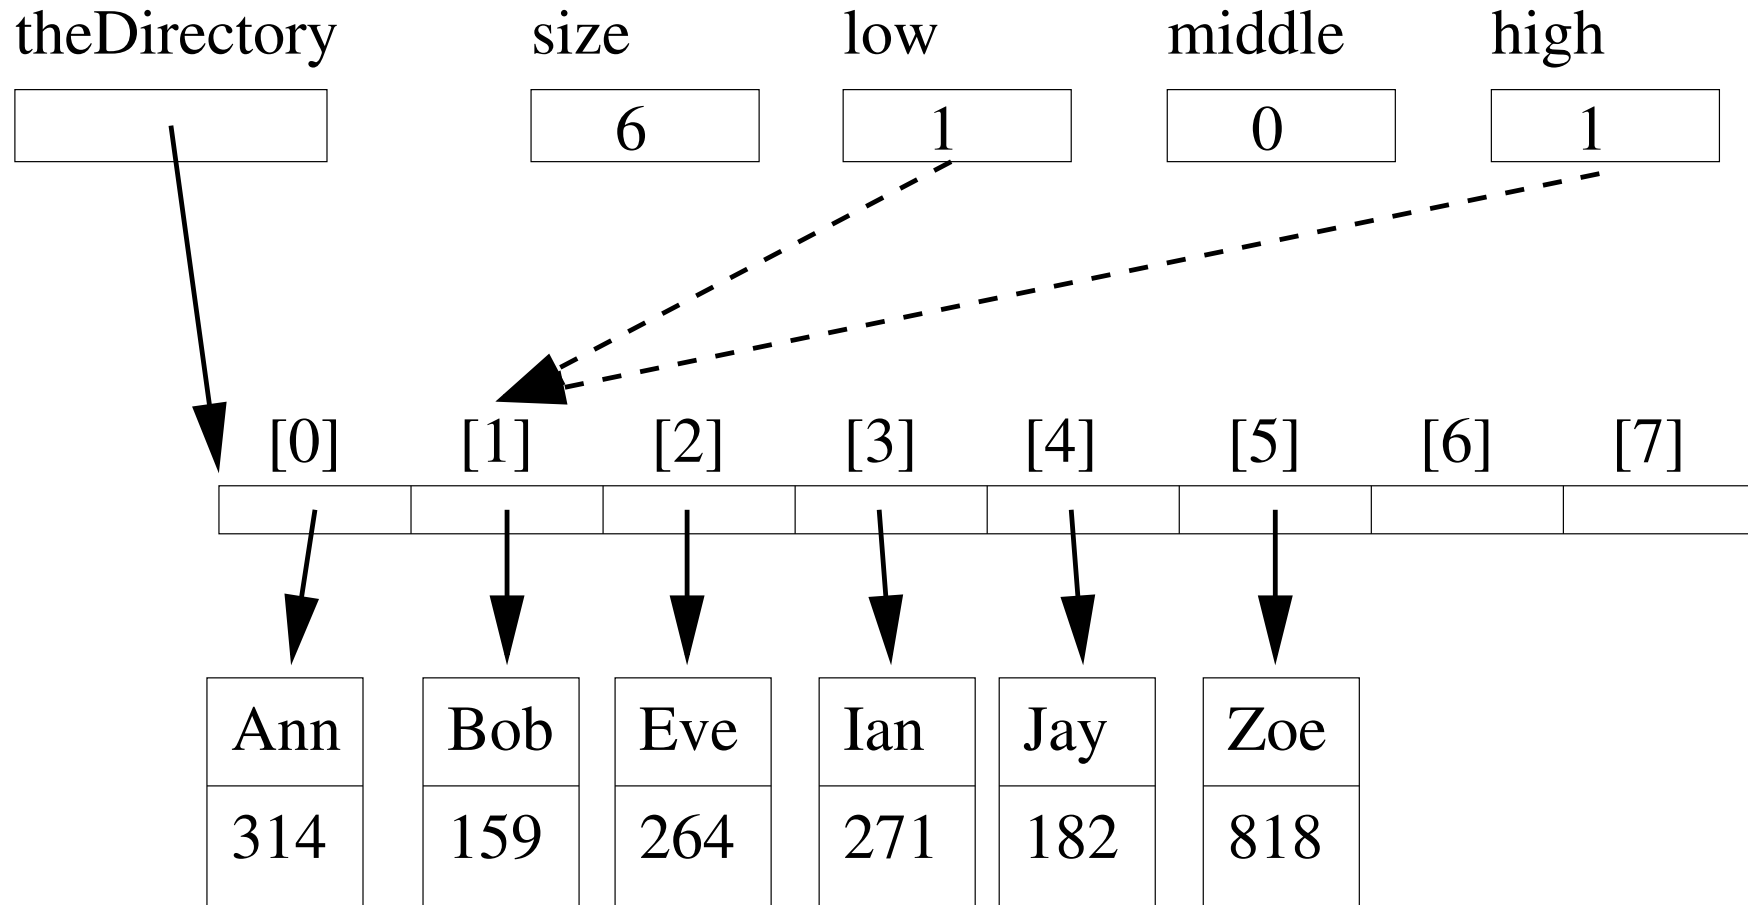 theDirectory size low middle high
6 1 0 1
[0] [1] [2] [3] [4] [5] [6] [7]
Ann Bob Eve Ian Jay Zoe
314 159 264 271 182 818